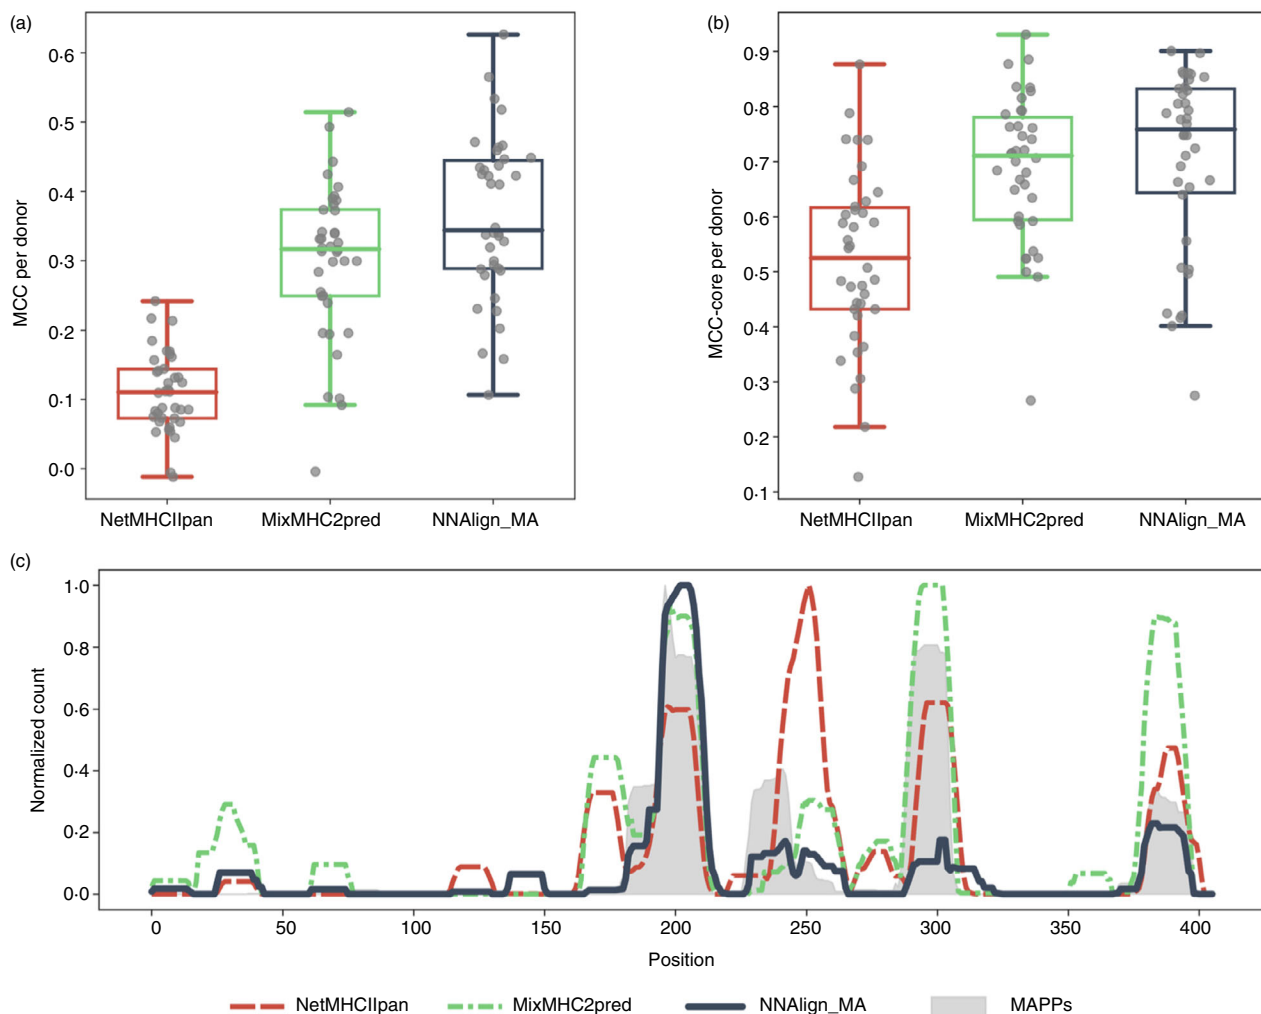 (a)
(b)
MCC per donor
0·6
0·5
0·4
0·3
0·2
0·1
0·0
NetMHCIIpan MixMHC2pred NNAlign_MA
MCC-core per donor
0·9
0·8
0·7
0·6
0·5
0·4
0·3
0·2
0·1
NetMHCIIpan MixMHC2pred NNAlign_MA
(c)
Normalized count
1·0
0·8
0·6
0·4
0·2
0·0
0 50 100 150 200 250 300 350 400
Position
NetMHCIIpan MixMHC2pred NNAlign_MA MAPPs